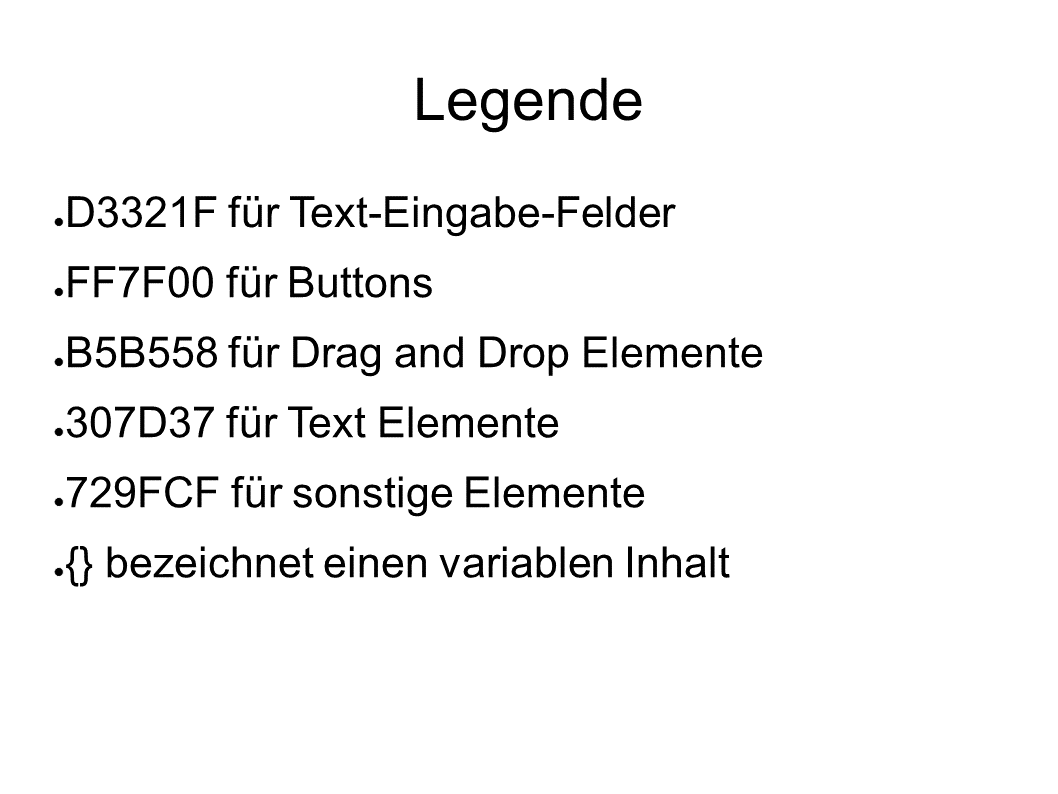 Legende
●D3321F für Text-Eingabe-Felder
●FF7F00 für Buttons
●B5B558 für Drag and Drop Elemente
●307D37 für Text Elemente
●729FCF für sonstige Elemente
●{} bezeichnet einen variablen Inhalt